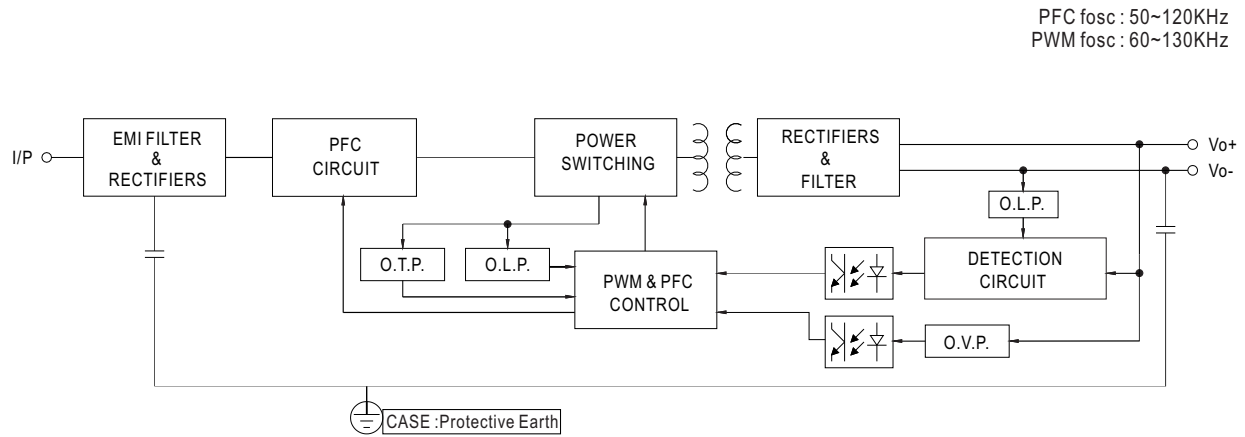 PFC fosc : 50~120KHz
PWM fosc : 60~130KHz
I/P
EMI FILTER
&
RECTIFIERS
PFC
CIRCUIT
POWER
SWITCHING
RECTIFIERS
&
FILTER
Vo+
Vo-
O.L.P.
O.T.P.
O.L.P.
PWM & PFC
CONTROL
DETECTION
CIRCUIT
O.V.P.
CASE :Protective Earth